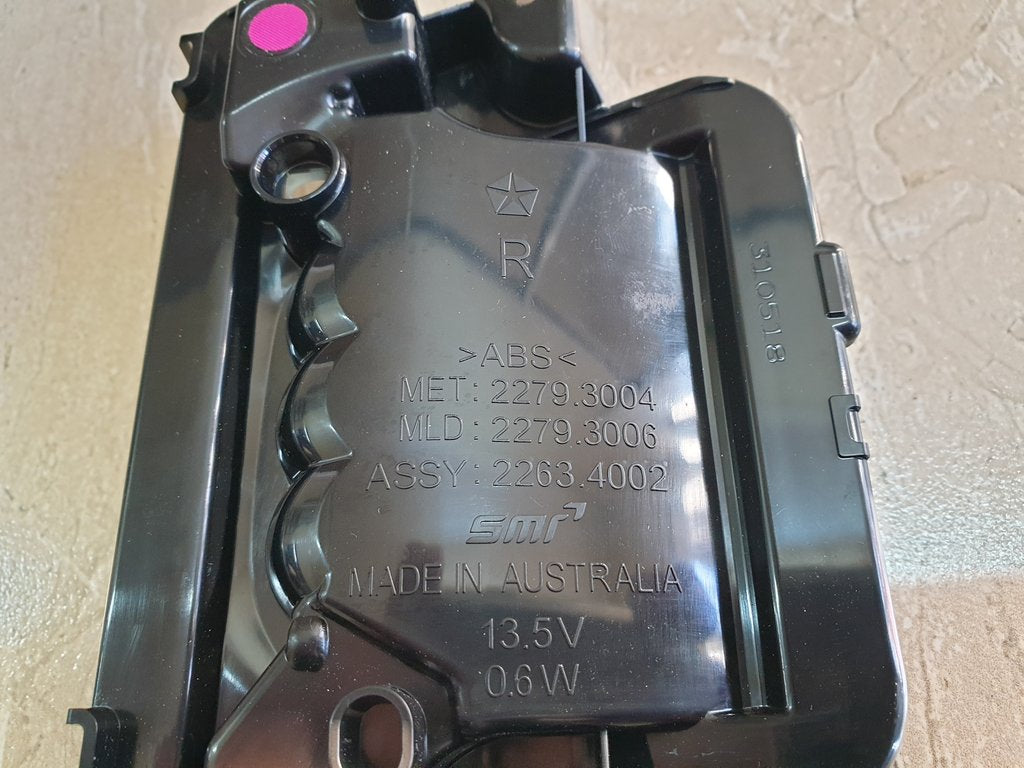 R
>ABS<
MET: 2279.3004
MLD: 2279.3006
ASSY: 2263.4002
smr
MADE IN AUSTRALIA
13.5V
0.6W
310518